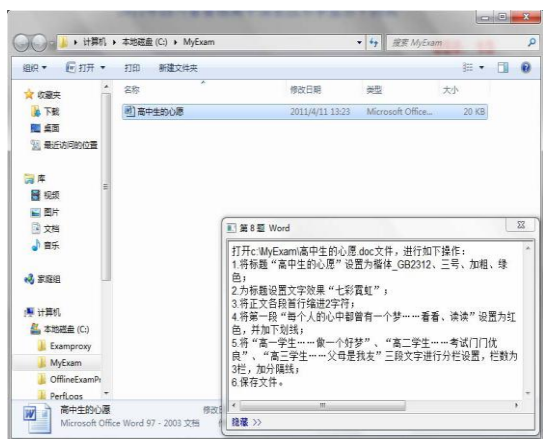 计算机 ▸ 本地磁盘 (C:) ▸ MyExam
搜索 MyExam
组织 打开 打印 新建文件夹
名称 修改日期 类型 大小
高中生的心愿 2011/4/11 13:23 Microsoft Office... 20 KB
收藏夹
下载
桌面
最近访问的位置
库
视频
图片
文档
音乐
家庭组
计算机
本地磁盘 (C:)
Examproxy
MyExam
OfflineExamPr
PerfLogs
第 8 题 Word
打开c:\MyExam\高中生的心愿.doc文件，进行如下操作：
1.将标题“高中生的心愿”设置为楷体_GB2312、三号、加粗、绿
色；
2.为标题设置文字效果“七彩霓虹”；
3.将正文各段首行缩进2字符；
4.将第一段“每个人的心中都曾有一个梦……看看、读读”设置为红
色，并加下划线；
5.将“高一学生……做一个好梦”、“高二学生……考试门门优
良”、“高三学生……父母是我友”三段文字进行分栏设置，栏数为
3栏，加分隔线；
6.保存文件。
隐藏 >>
高中生的心愿
Microsoft Office Word 97 - 2003 文档